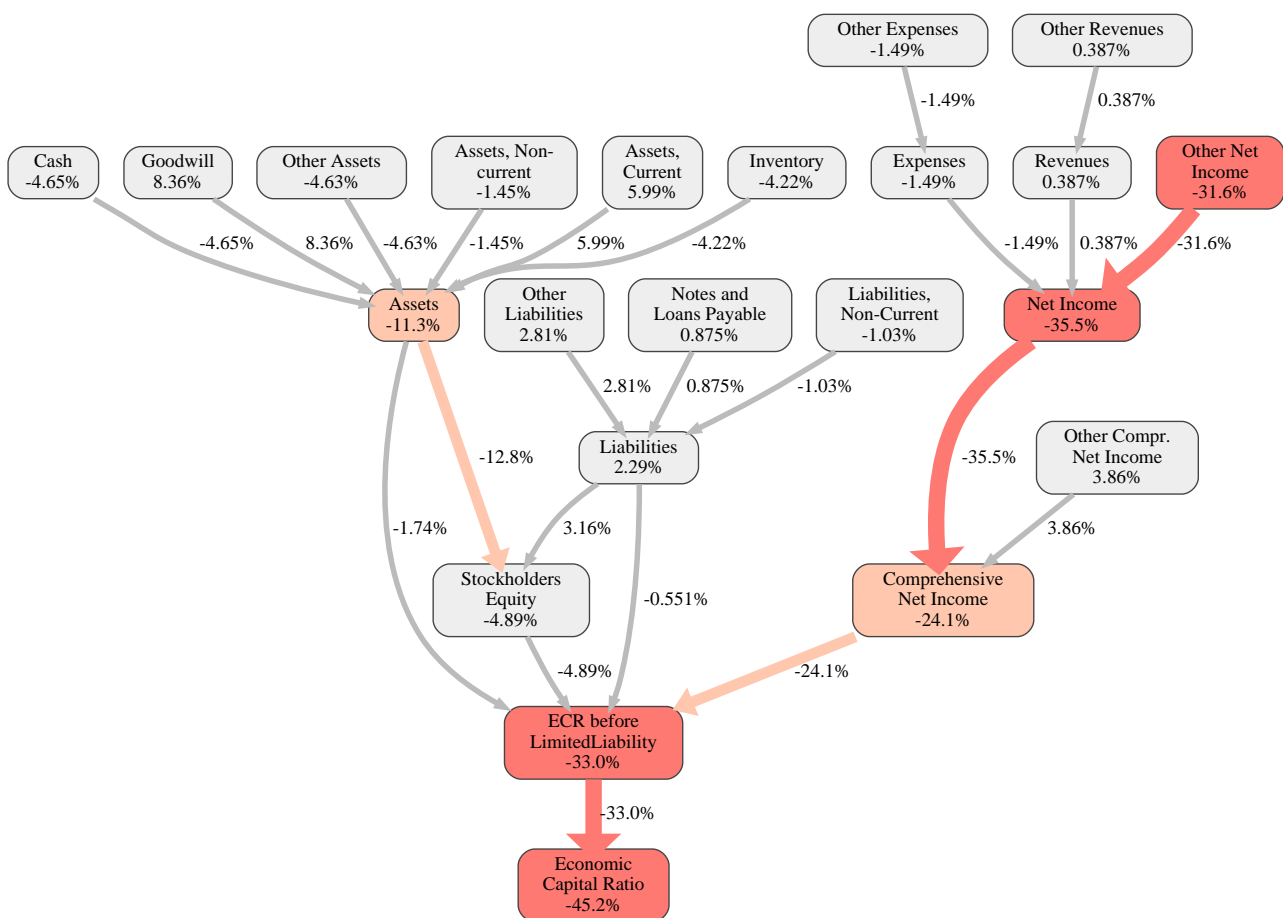 Other Expenses
-1.49%
Other Revenues
0.387%
-1.49%
0.387%
Cash
-4.65%
Goodwill
8.36%
Other Assets
-4.63%
Assets, Non-
current
-1.45%
Assets,
Current
5.99%
Inventory
-4.22%
Expenses
-1.49%
Revenues
0.387%
Other Net
Income
-31.6%
-4.65%
8.36%
-4.63%
-1.45%
5.99%
-4.22%
-1.49%
0.387%
-31.6%
Assets
-11.3%
Other
Liabilities
2.81%
Notes and
Loans Payable
0.875%
Liabilities,
Non-Current
-1.03%
Net Income
-35.5%
2.81%
0.875%
-1.03%
-12.8%
Liabilities
2.29%
-35.5%
Other Compr.
Net Income
3.86%
-1.74%
3.16%
-0.551%
3.86%
Stockholders
Equity
-4.89%
Comprehensive
Net Income
-24.1%
-4.89%
-24.1%
ECR before
LimitedLiability
-33.0%
-33.0%
Economic
Capital Ratio
-45.2%